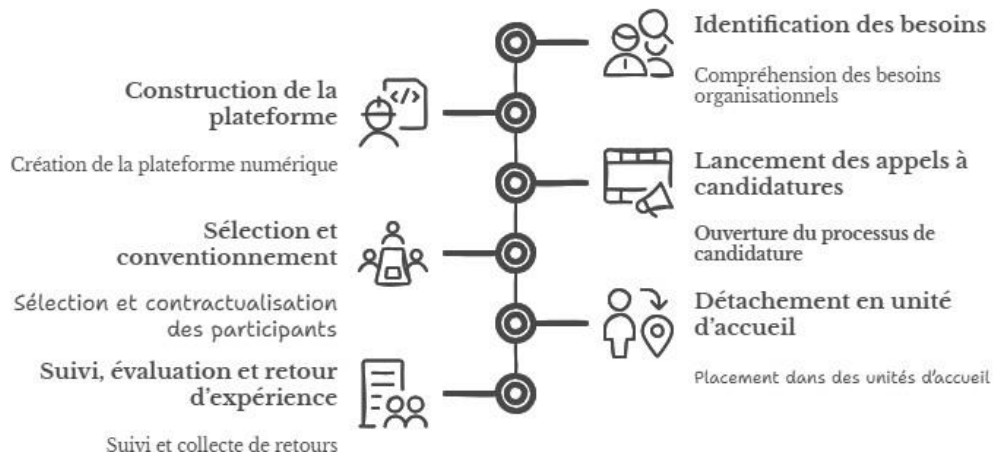 Identification des besoins
Compréhension des besoins
organisationnels
Construction de la
plateforme
</>
Création de la plateforme numérique
Lancement des appels à
candidatures
Ouverture du processus de
candidature
Sélection et
conventionnement
Sélection et contractualisation
des participants
Détachement en unité
d'accueil
Placement dans des unités d'accueil
Suivi, évaluation et retour
d'expérience
Suivi et collecte de retours